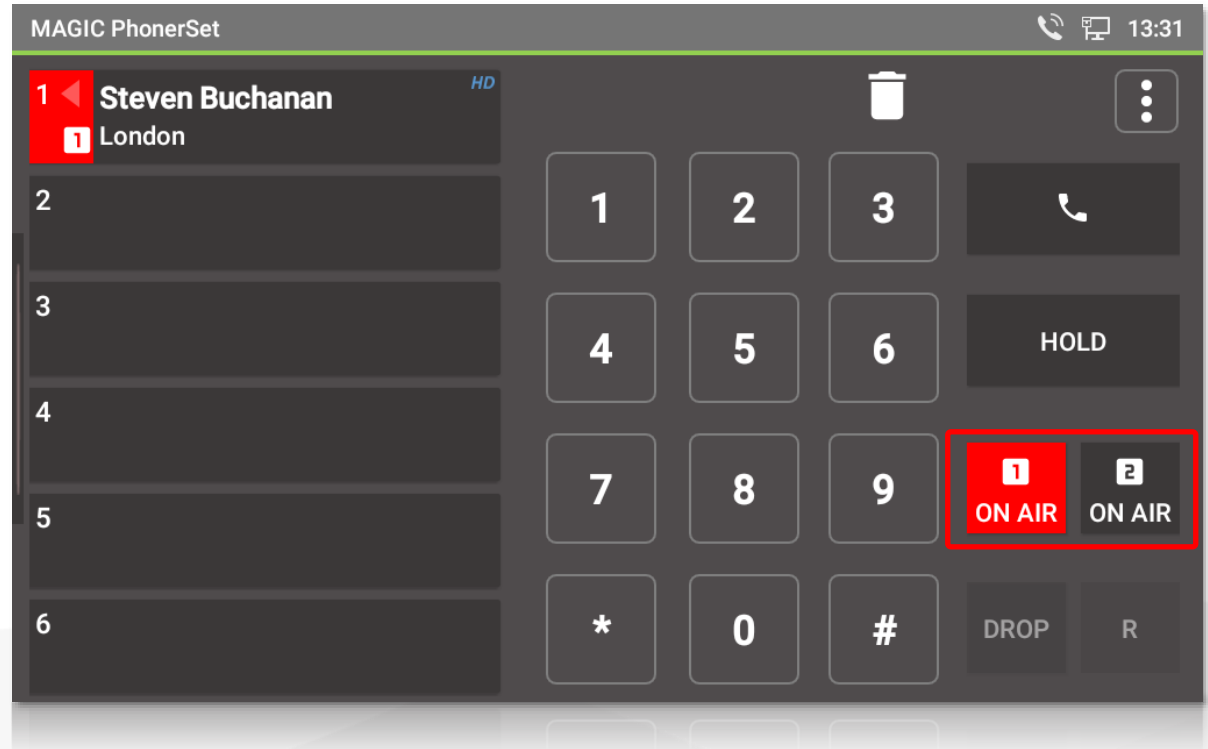 MAGIC PhonerSet
13:31
1
Steven Buchanan
HD
1
London
2
3
4
5
6
1 2 3
4 5 6
HOLD
7 8 9
1
ON AIR
2
ON AIR
* 0 #
DROP
R